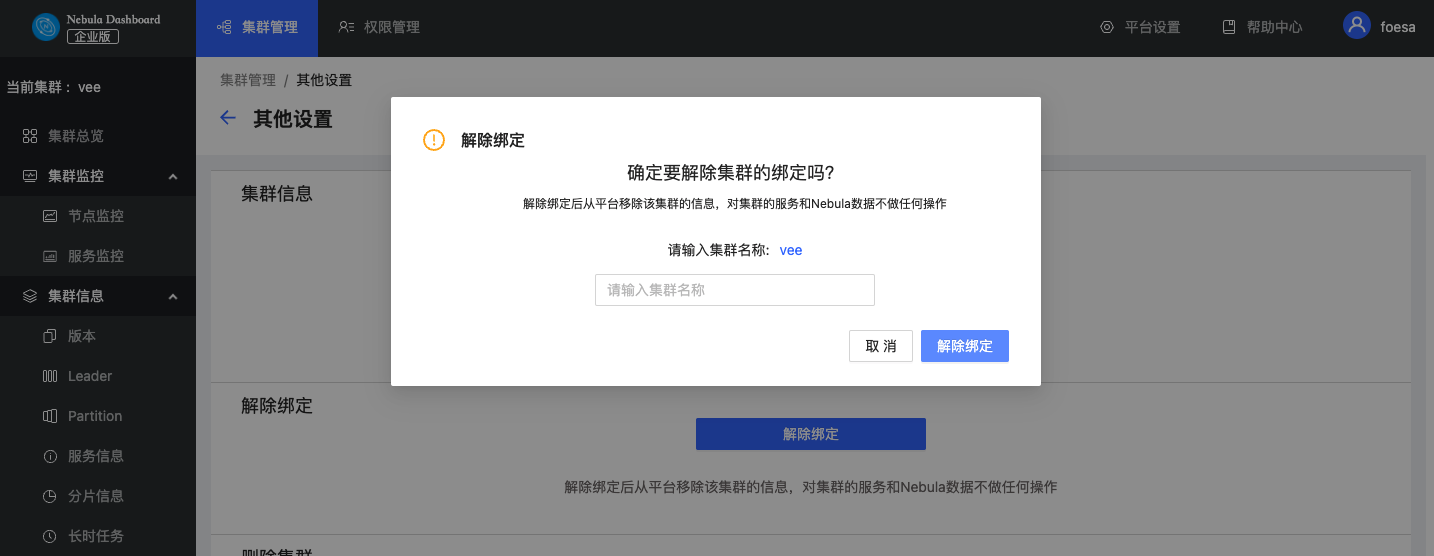 Nebula Dashboard
企业版
集群管理
权限管理
平台设置
帮助中心
foesa
当前集群： vee
集群总览
集群监控
节点监控
服务监控
集群信息
版本
Leader
Partition
服务信息
分片信息
长时任务
集群管理 / 其他设置
其他设置
集群信息
解除绑定
确定要解除集群的绑定吗?
解除绑定后从平台移除该集群的信息，对集群的服务和Nebula数据不做任何操作
请输入集群名称: vee
请输入集群名称
取 消
解除绑定
解除绑定
解除绑定
解除绑定后从平台移除该集群的信息，对集群的服务和Nebula数据不做任何操作
删除集群